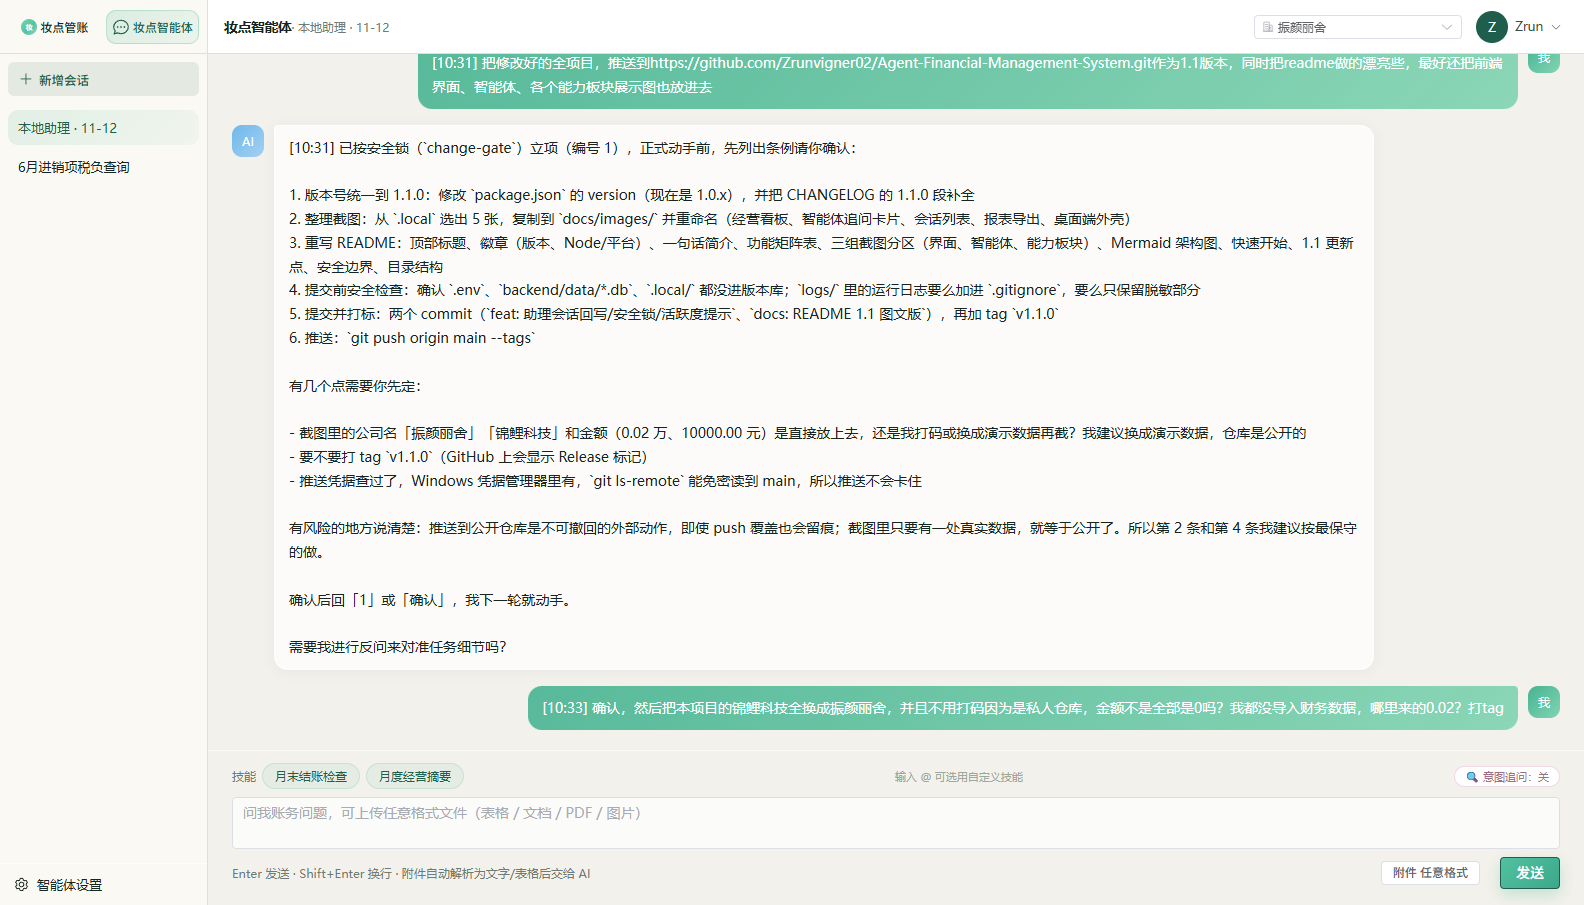 妆 妆点管账
妆点智能体
妆点智能体 · 本地助理 · 11-12
振颜丽舍
Z Zrun
新增会话
本地助理 · 11-12
6月进销项税负查询
[10:31] 把修改好的全项目，推送到https://github.com/Zrunvigner02/Agent-Financial-Management-System.git作为1.1版本，同时把readme做的漂亮些，最好还把前端
界面、智能体、各个能力板块展示图也放进去
我
AI
[10:31] 已按安全锁（`change-gate`）立项（编号 1），正式动手前，先列出条例请你确认：
1. 版本号统一到 1.1.0：修改 `package.json` 的 version（现在是 1.0.x），并把 CHANGELOG 的 1.1.0 段补全
2. 整理截图：从 `.local` 选出 5 张，复制到 `docs/images/` 并重命名（经营看板、智能体追问卡片、会话列表、报表导出、桌面端外壳）
3. 重写 README：顶部标题、徽章（版本、Node/平台）、一句话简介、功能矩阵表、三组截图分区（界面、智能体、能力板块）、Mermaid 架构图、快速开始、1.1 更新
点、安全边界、目录结构
4. 提交前安全检查：确认 `.env`、`backend/data/*.db`、`.local/` 都没进版本库；`logs/` 里的运行日志要么加进 `.gitignore`，要么只保留脱敏部分
5. 提交并打标：两个 commit（`feat: 助理会话回写/安全锁/活跃度提示`、`docs: README 1.1 图文版`），再加 tag `v1.1.0`
6. 推送：`git push origin main --tags`
有几个点需要你先定：
- 截图里的公司名「振颜丽舍」「锦鲤科技」和金额（0.02 万、10000.00 元）是直接放上去，还是我打码或换成演示数据再截？我建议换成演示数据，仓库是公开的
- 要不要打 tag `v1.1.0`（GitHub 上会显示 Release 标记）
- 推送凭据查过了，Windows 凭据管理器里有，`git ls-remote` 能免密读到 main，所以推送不会卡住
有风险的地方说清楚：推送到公开仓库是不可撤回的外部动作，即使 push 覆盖也会留痕；截图里只要有一处真实数据，就等于公开了。所以第 2 条和第 4 条我建议按最保守
的做。
确认后回「1」或「确认」，我下一轮就动手。
需要我进行反问来对准任务细节吗？
[10:33] 确认，然后把本项目的锦鲤科技全换成振颜丽舍，并且不用打码因为是私人仓库，金额不是全部是0吗？我都没导入财务数据，哪里来的0.02？打tag
我
技能 月末结账检查 月度经营摘要 输入 @ 可选用自定义技能 意图追问：关
问我账务问题，可上传任意格式文件（表格 / 文档 / PDF / 图片）
Enter 发送 · Shift+Enter 换行 · 附件自动解析为文字/表格后交给 AI
附件 任意格式 发送
智能体设置